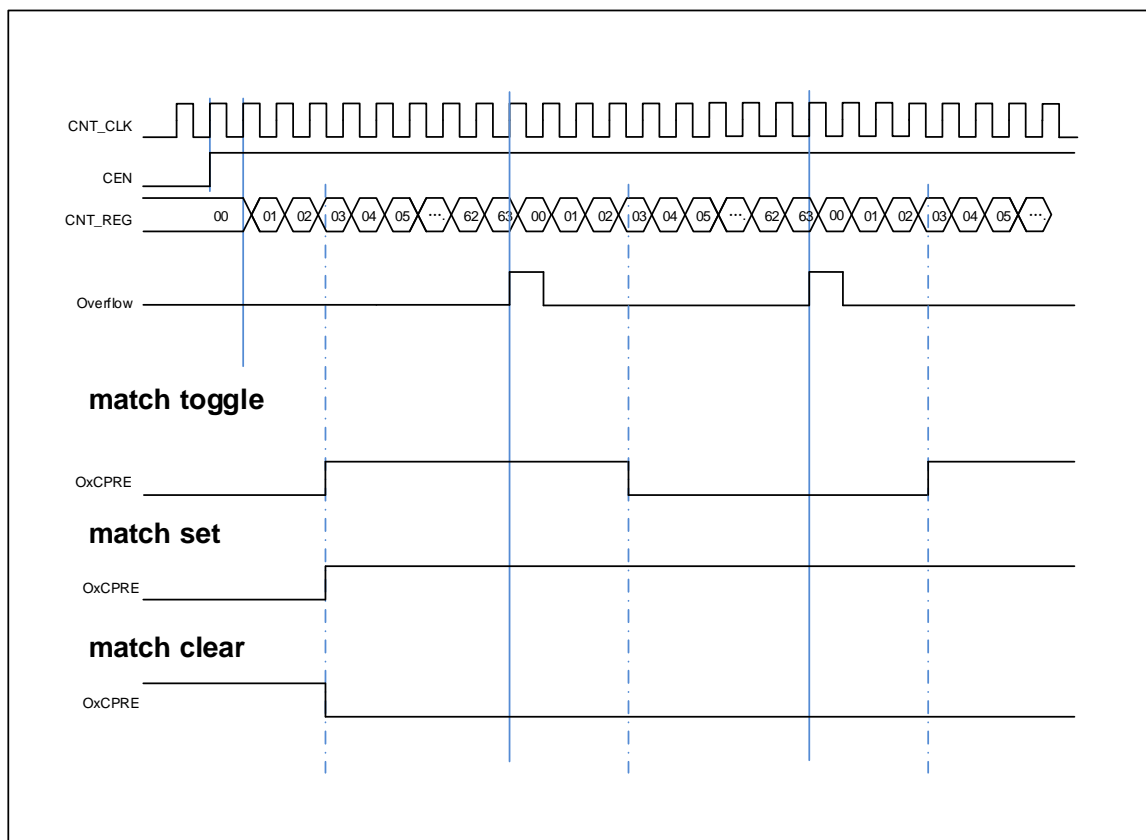 CNT_CLK
CEN
CNT_REG 00 01 02 03 04 05 …. 62 63 00 01 02 03 04 05 …. 62 63 00 01 02 03 04 05 ….
Overflow
match toggle
OxCPRE
match set
OxCPRE
match clear
OxCPRE